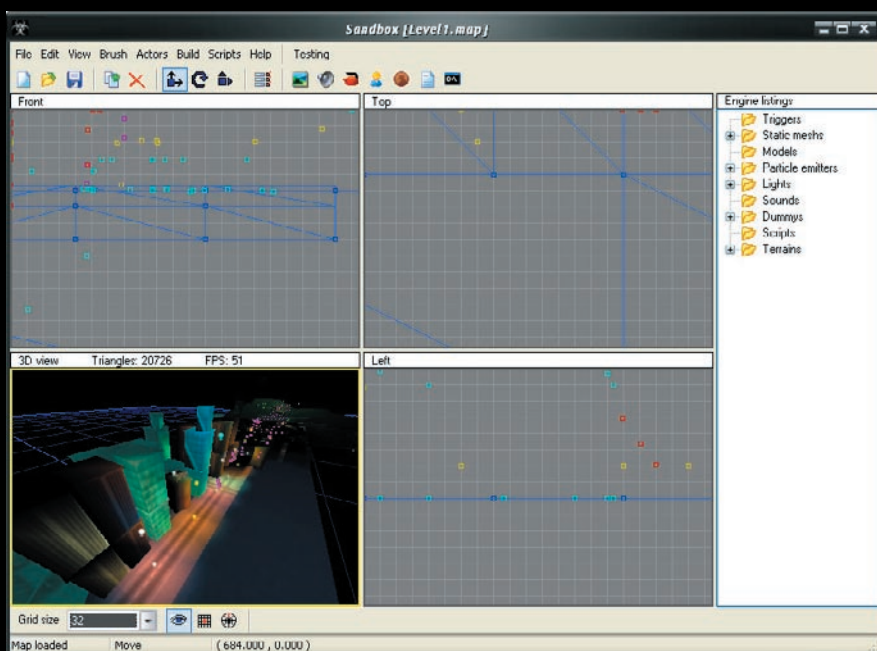 Sandbox [Level1.map]
File Edit View Brush Actors Build Scripts Help Testing
Front
Top
Engine listings
Triggers
Static meshs
Models
Particle emitters
Lights
Sounds
Dummys
Scripts
Terrains
3D view Triangles: 20726 FPS: 51
Left
Grid size 32
Map loaded Move ( 684.000 , 0.000 )